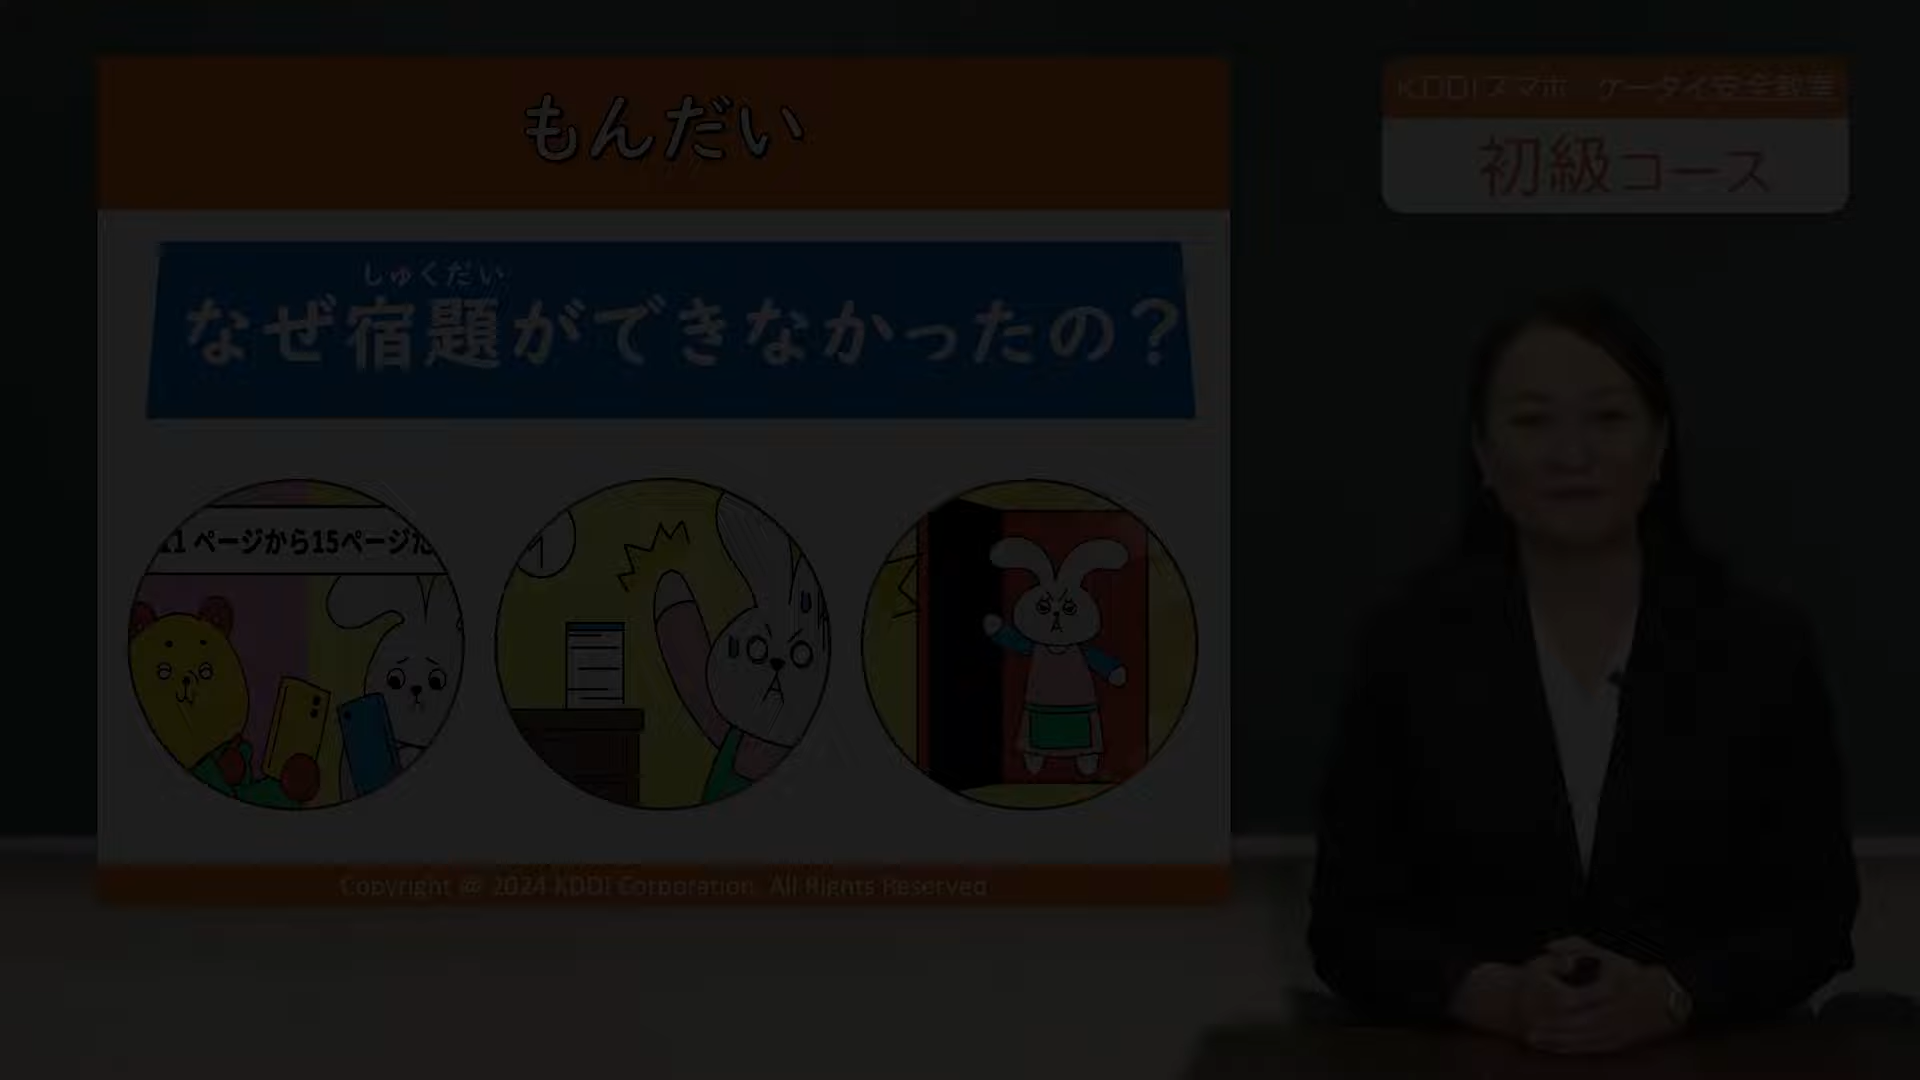 もんだい
KDDIスマホ・ケータイ安全教室
初級コース
しゅくだい
なぜ宿題ができなかったの？
11 ページから15ページだ
Copyright © 2024 KDDI Corporation. All Rights Reserved